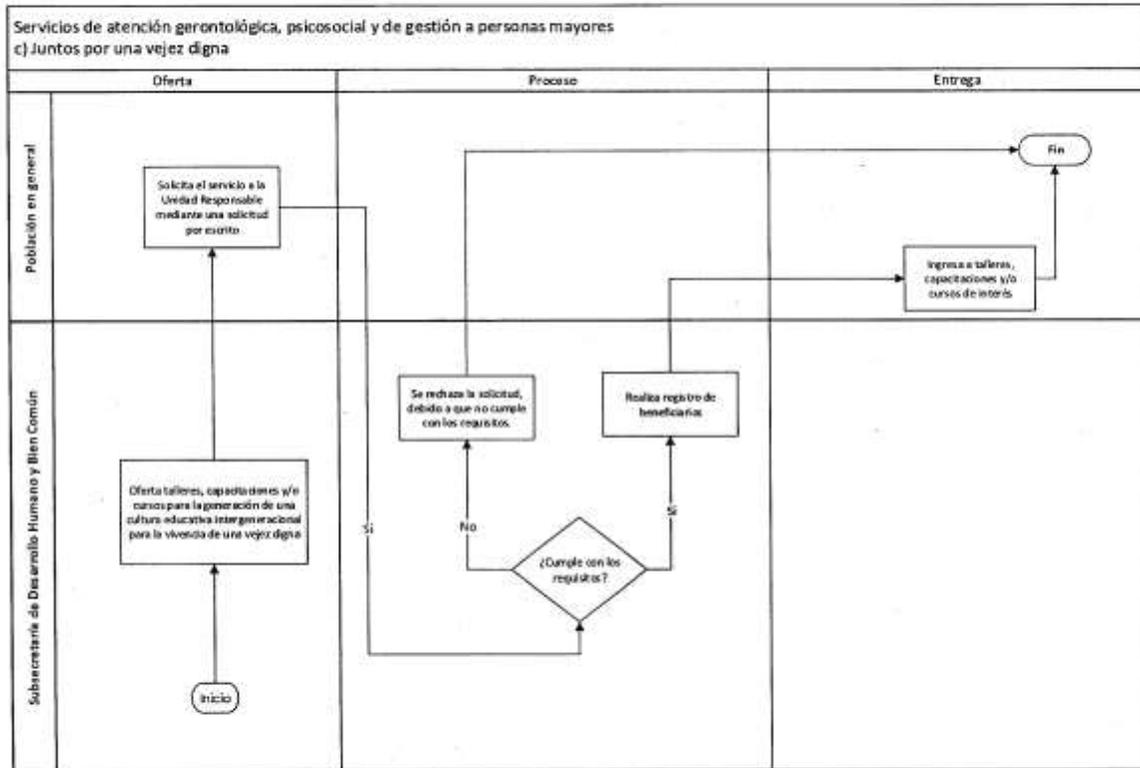 Servicios de atención gerontológica, psicosocial y de gestión a personas mayores
c) Juntos por una vejez digna
Oferta
Proceso
Entrega
Población en general
Solicita el servicio a la
Unidad Responsable
mediante una solicitud
por escrito
Fin
Ingresa a talleres,
capacitaciones y/o
cursos de interés
Subsecretaría de Desarrollo Humano y Bien Común
Se rechaza la solicitud,
debido a que no cumple
con los requisitos.
Realiza registro de
beneficiarios
Oferta talleres, capacitaciones y/o
cursos para la generación de una
cultura educativa intergeneracional
para la vivencia de una vejez digna
Si
No
Si
¿Cumple con los
requisitos?
Inicio